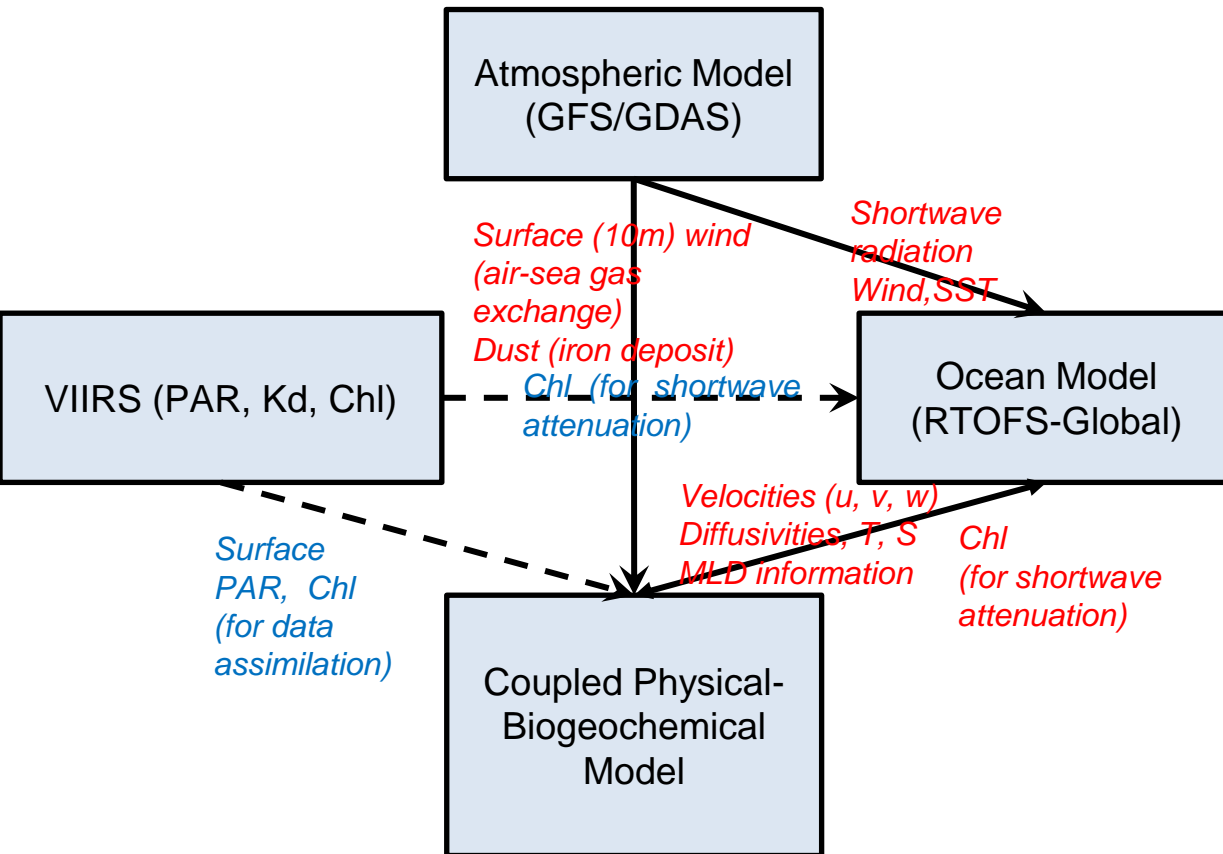 Atmospheric Model
(GFS/GDAS)
Shortwave
radiation
Wind,SST
Surface (10m) wind
(air-sea gas
exchange)
Dust (iron deposit)
VIIRS (PAR, Kd, Chl)
Chl (for shortwave
attenuation)
Ocean Model
(RTOFS-Global)
Surface
PAR, Chl
(for data
assimilation)
Velocities (u, v, w)
Diffusivities, T, S
MLD information
Chl
(for shortwave
attenuation)
Coupled Physical-
Biogeochemical
Model